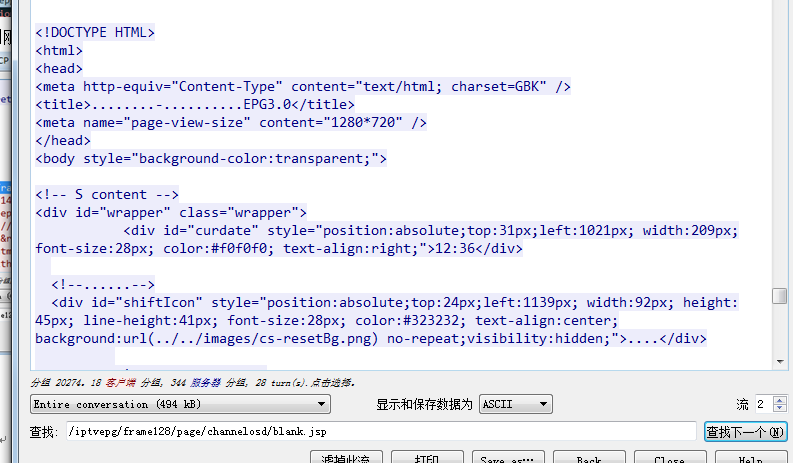 <!DOCTYPE HTML>
<html>
<head>
<meta http-equiv="Content-Type" content="text/html; charset=GBK" />
<title>........-..........EPG3.0</title>
<meta name="page-view-size" content="1280*720" />
</head>
<body style="background-color:transparent;">
<!-- S content -->
<div id="wrapper" class="wrapper">
<div id="curdate" style="position:absolute;top:31px;left:1021px; width:209px;
font-size:28px; color:#f0f0f0; text-align:right;">12:36</div>
<!--......-->
<div id="shiftIcon" style="position:absolute;top:24px;left:1139px; width:92px; height:
45px; line-height:41px; font-size:28px; color:#323232; text-align:center;
background:url(../../images/cs-resetBg.png) no-repeat;visibility:hidden;">....</div>
分组 20274。18 客户端 分组, 344 服务器 分组, 28 turn(s).点击选择。
Entire conversation (494 kB) 显示和保存数据为 ASCII 流 2
查找: /iptvepg/frame128/page/channelosd/blank.jsp 查找下一个(N)
滤掉此流 打印 Save as… Back Close Help